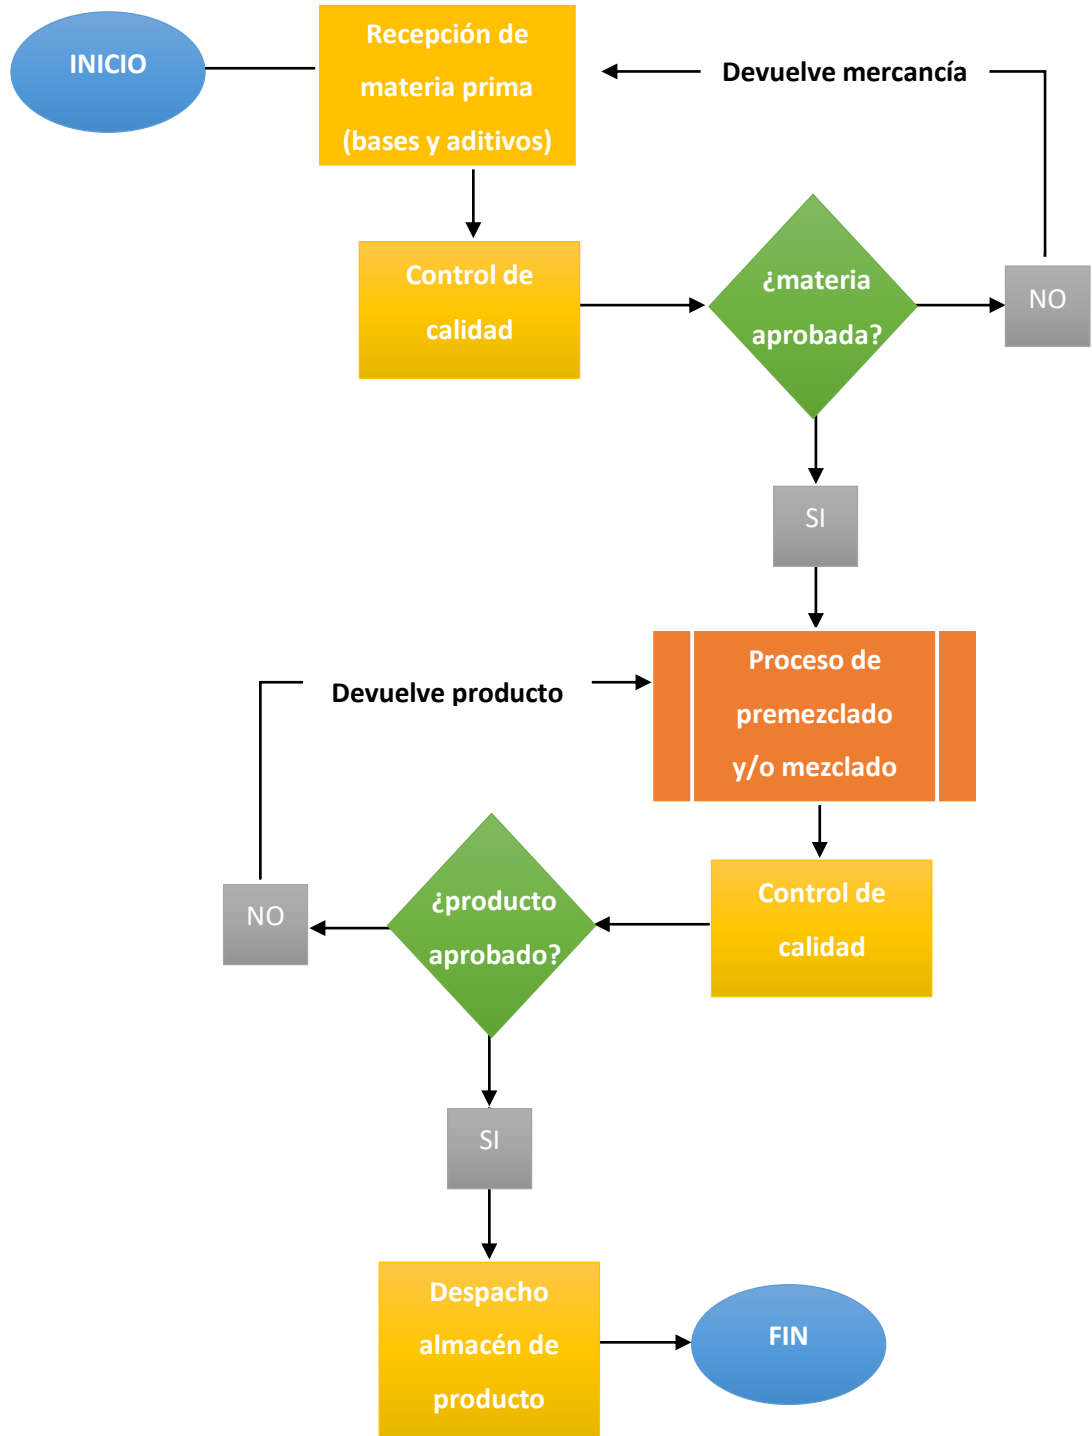 INICIO
Recepción de
materia prima
(bases y aditivos)
Devuelve mercancía
Control de
calidad
¿materia
aprobada?
NO
SI
Proceso de
premezclado
y/o mezclado
Devuelve producto
Control de
calidad
¿producto
aprobado?
NO
SI
Despacho
almacén de
producto
FIN